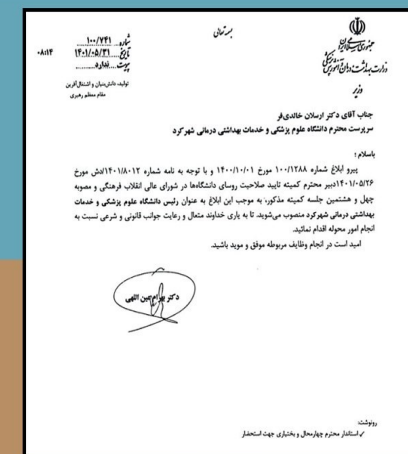 بسمه تعالی
جمهوری اسلامی ایران
وزارت بهداشت، درمان و آموزش پزشکی
وزیر
شماره ۱۰۰/۷۴۱
تاریخ ۱۴۰۱/۰۵/۳۱
پیوست ندارد
۰۸:۱۴
تولید، دانش‌بنیان و اشتغال‌آفرین
مقام معظم رهبری
جناب آقای دکتر ارسلان خالدی‌فر
سرپرست محترم دانشگاه علوم پزشکی و خدمات بهداشتی درمانی شهرکرد
باسلام؛
پیرو ابلاغ شماره ۱۰۰/۱۲۸۸ مورخ ۱۴۰۰/۱۰/۰۱ و با توجه به نامه شماره ۱۴۰۱/۸۰۱۲/دش مورخ
۱۴۰۱/۰۵/۲۶دبیر محترم کمیته تایید صلاحیت روسای دانشگاه‌ها در شورای عالی انقلاب فرهنگی و مصوبه
چهل و هشتمین جلسه کمیته مذکور، به موجب این ابلاغ به عنوان رئیس دانشگاه علوم پزشکی و خدمات
بهداشتی درمانی شهرکرد منصوب می‌شوید. تا به یاری خداوند متعال و رعایت جوانب قانونی و شرعی نسبت به
انجام امور محوله اقدام نمائید.
امید است در انجام وظایف مربوطه موفق و موید باشید.
دکتر بهرام عین اللهی
رونوشت:
✓ استاندار محترم چهارمحال و بختیاری جهت استحضار